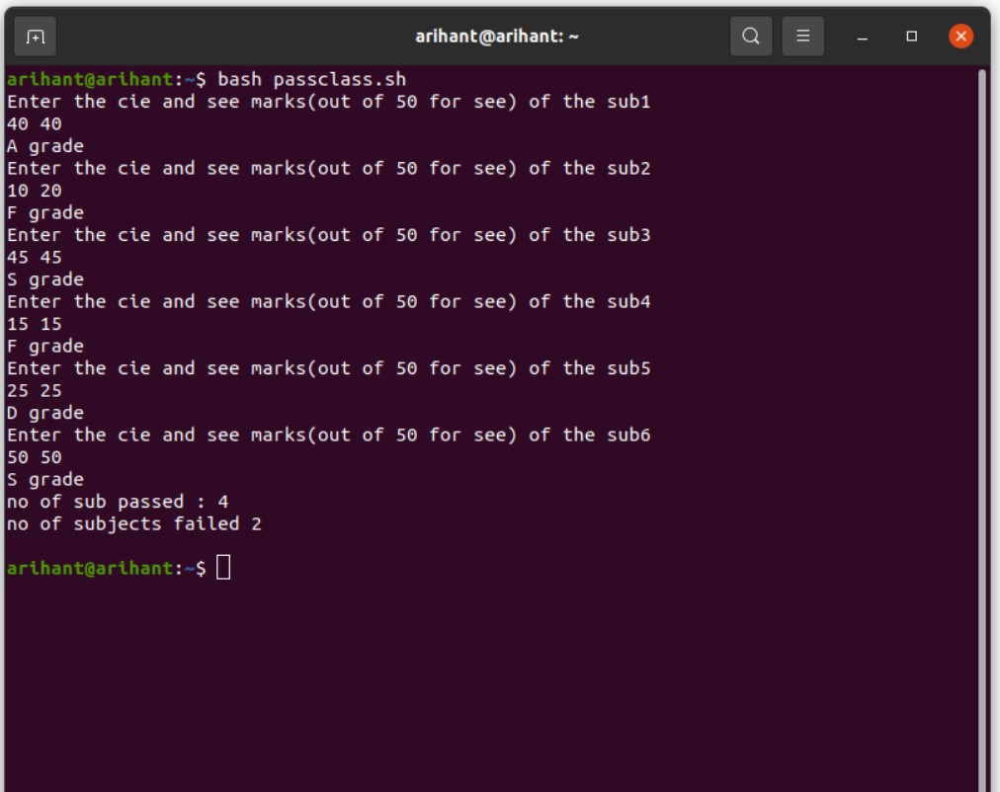 arihant@arihant: ~
arihant@arihant:~$ bash passclass.sh
Enter the cie and see marks(out of 50 for see) of the sub1
40 40
A grade
Enter the cie and see marks(out of 50 for see) of the sub2
10 20
F grade
Enter the cie and see marks(out of 50 for see) of the sub3
45 45
S grade
Enter the cie and see marks(out of 50 for see) of the sub4
15 15
F grade
Enter the cie and see marks(out of 50 for see) of the sub5
25 25
D grade
Enter the cie and see marks(out of 50 for see) of the sub6
50 50
S grade
no of sub passed : 4
no of subjects failed 2
arihant@arihant:~$